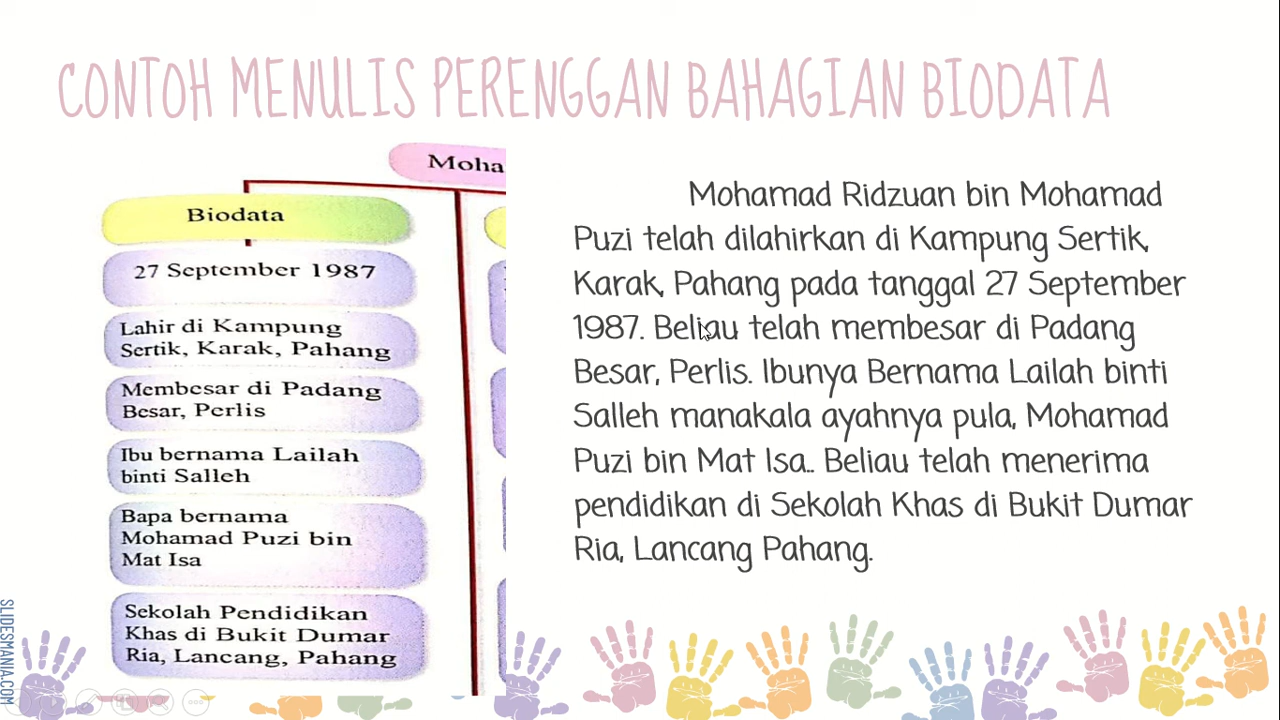 CONTOH MENULIS PERENGGAN BAHAGIAN BIODATA
Moha
Biodata
27 September 1987
Lahir di Kampung
Sertik, Karak, Pahang
Membesar di Padang
Besar, Perlis
Ibu bernama Lailah
binti Salleh
Bapa bernama
Mohamad Puzi bin
Mat Isa
Sekolah Pendidikan
Khas di Bukit Dumar
Ria, Lancang, Pahang
Mohamad Ridzuan bin Mohamad
Puzi telah dilahirkan di Kampung Sertik,
Karak, Pahang pada tanggal 27 September
1987. Beliau telah membesar di Padang
Besar, Perlis. Ibunya Bernama Lailah binti
Salleh manakala ayahnya pula, Mohamad
Puzi bin Mat Isa.. Beliau telah menerima
pendidikan di Sekolah Khas di Bukit Dumar
Ria, Lancang Pahang.
SLIDESMANIA.COM